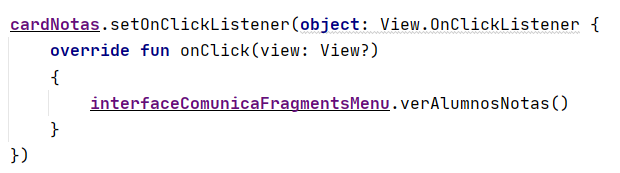 cardNotas.setOnClickListener(object: View.OnClickListener {
    override fun onClick(view: View?)
    {
        interfaceComunicaFragmentsMenu.verAlumnosNotas()
    }
})